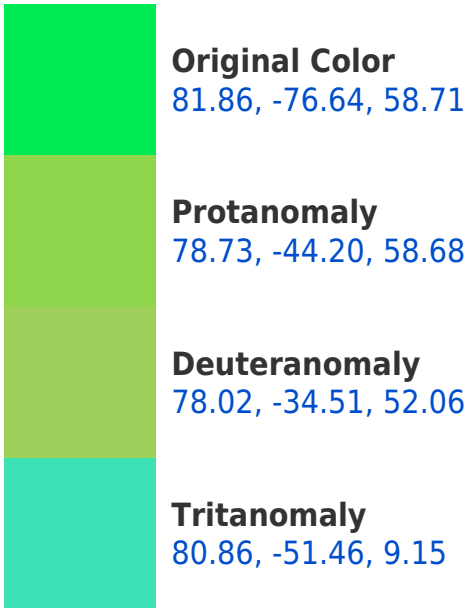 Original Color
81.86, -76.64, 58.71
Protanomaly
78.73, -44.20, 58.68
Deuteranomaly
78.02, -34.51, 52.06
Tritanomaly
80.86, -51.46, 9.15